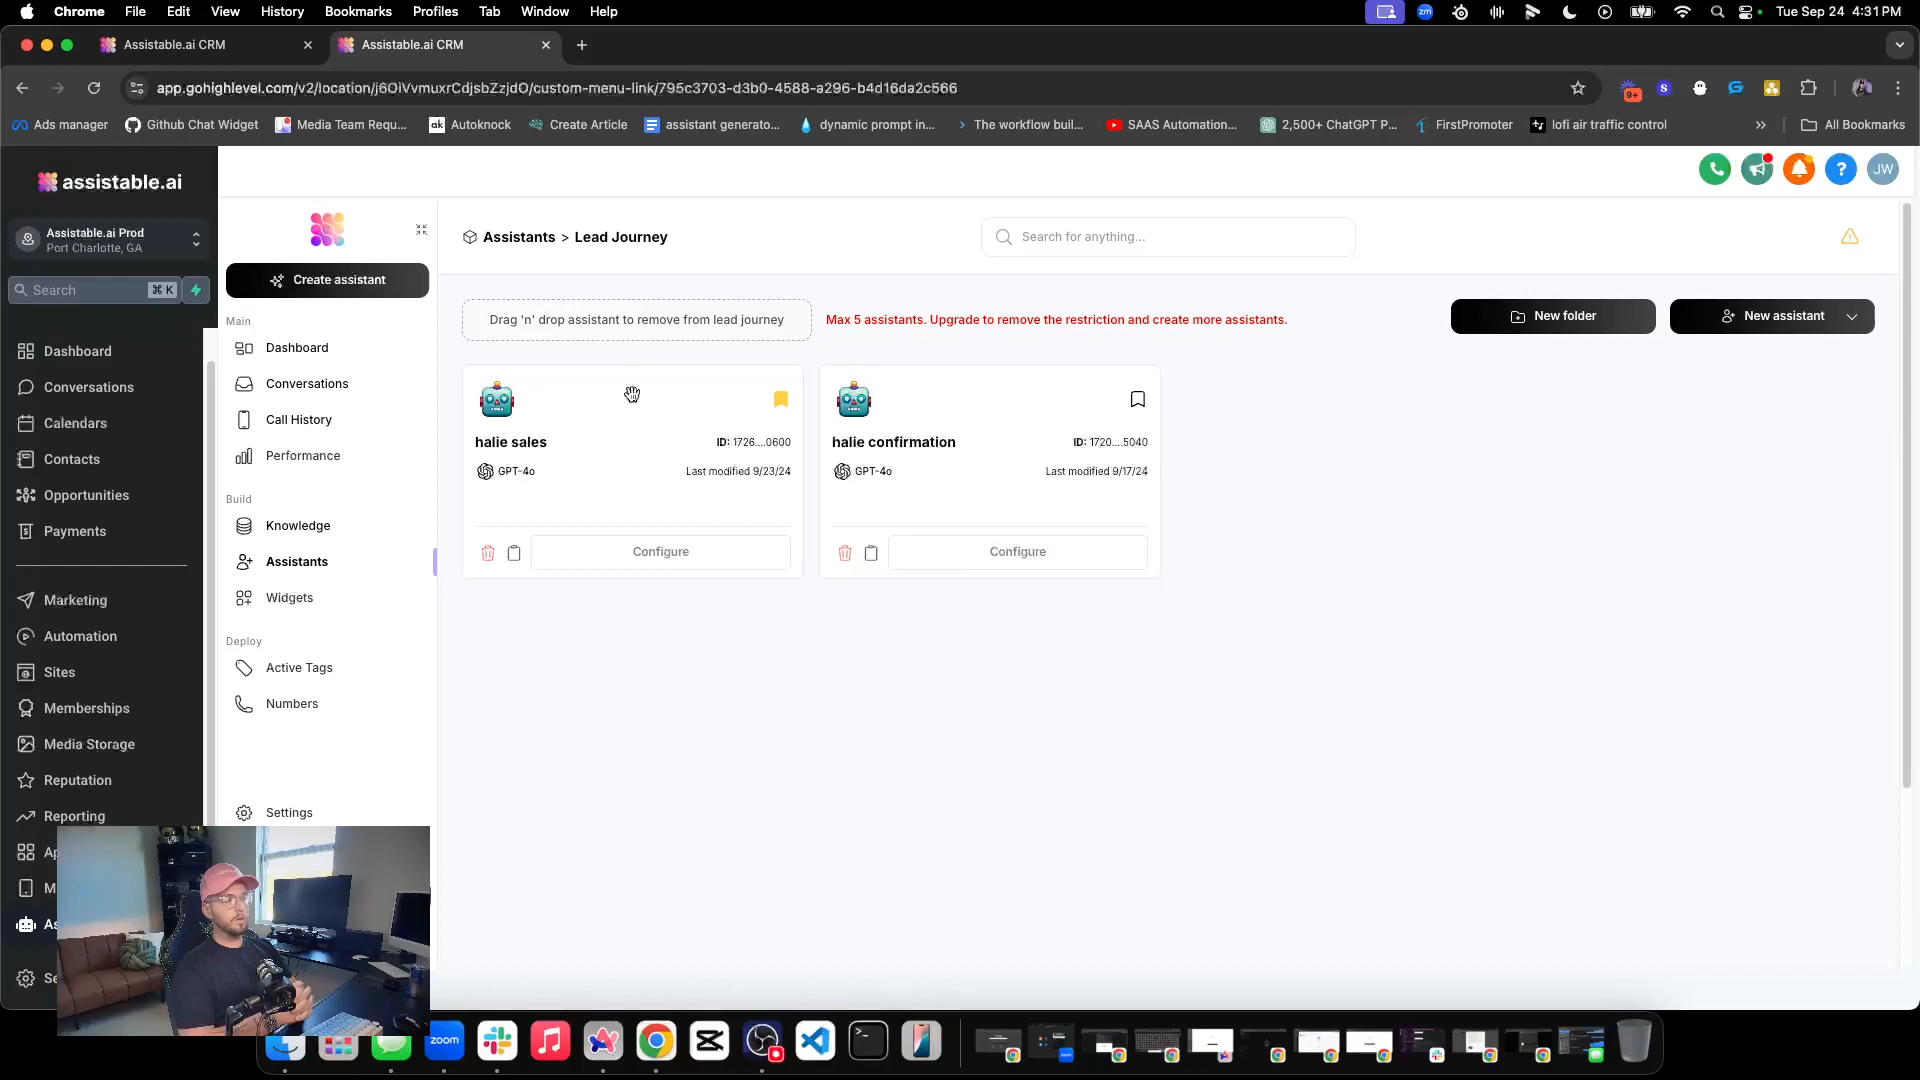 Chrome File Edit View History Bookmarks Profiles Tab Window Help
zm
Tue Sep 24 4:31 PM
Assistable.ai CRM
Assistable.ai CRM
app.gohighlevel.com/v2/location/j6OiVvmuxrCdjsbZzjdO/custom-menu-link/795c3703-d3b0-4588-a296-b4d16da2c566
9+
Ads manager
Github Chat Widget
Media Team Requ...
ak Autoknock
Create Article
assistant generato...
dynamic prompt in...
The workflow buil...
SAAS Automation...
2,500+ ChatGPT P...
FirstPromoter
lofi air traffic control
All Bookmarks
assistable.ai
JW
Assistable.ai Prod
Port Charlotte, GA
Search ⌘ K
Dashboard
Conversations
Calendars
Contacts
Opportunities
Payments
Marketing
Automation
Sites
Memberships
Media Storage
Reputation
Reporting
Create assistant
Main
Dashboard
Conversations
Call History
Performance
Build
Knowledge
Assistants
Widgets
Deploy
Active Tags
Numbers
Settings
Assistants > Lead Journey
Search for anything...
Drag 'n' drop assistant to remove from lead journey
Max 5 assistants. Upgrade to remove the restriction and create more assistants.
New folder
New assistant
halie sales
ID: 1726....0600
GPT-4o
Last modified 9/23/24
Configure
halie confirmation
ID: 1720....5040
GPT-4o
Last modified 9/17/24
Configure
zoom